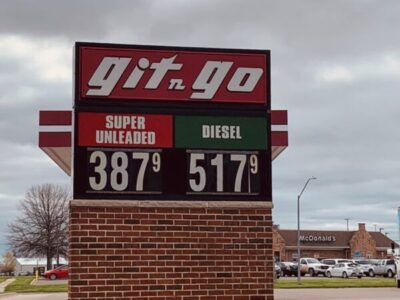 git n go
SUPER UNLEADED
DIESEL
387 9
517 9
McDonald's